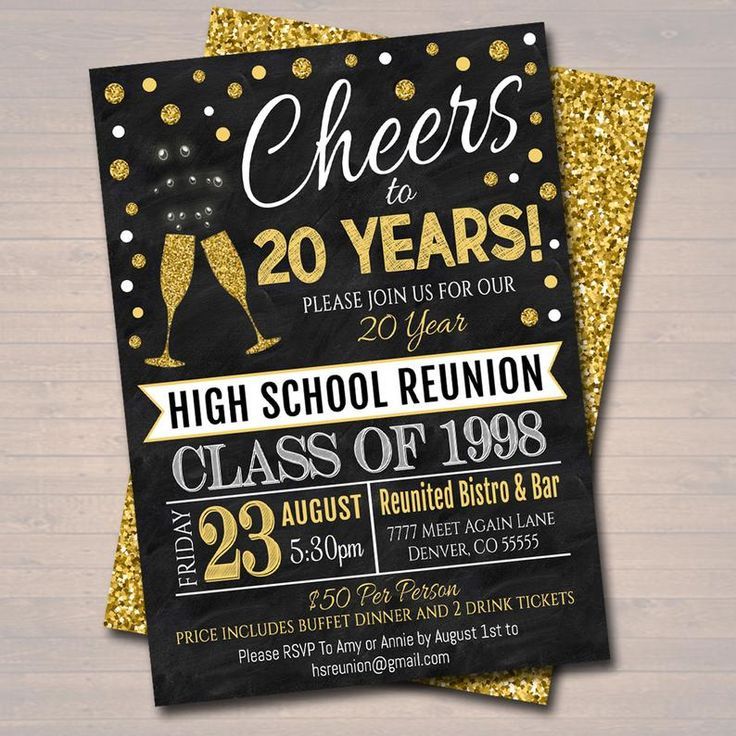 Cheers
to
20 YEARS!
PLEASE JOIN US FOR OUR
20 Year
HIGH SCHOOL REUNION
CLASS OF 1998
FRIDAY
23
AUGUST
5:30pm
Reunited Bistro & Bar
7777 MEET AGAIN LANE
DENVER, CO 55555
$50 Per Person
PRICE INCLUDES BUFFET DINNER AND 2 DRINK TICKETS
Please RSVP To Amy or Annie by August 1st to
hsreunion@gmail.com